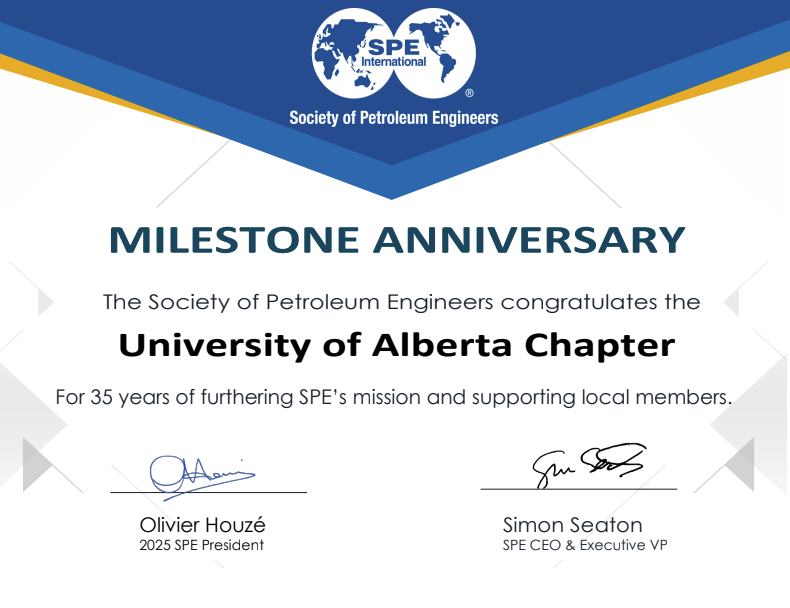 SPE
International
®
Society of Petroleum Engineers
MILESTONE ANNIVERSARY
The Society of Petroleum Engineers congratulates the
University of Alberta Chapter
For 35 years of furthering SPE’s mission and supporting local members.
Olivier Houzé
2025 SPE President
Simon Seaton
SPE CEO & Executive VP